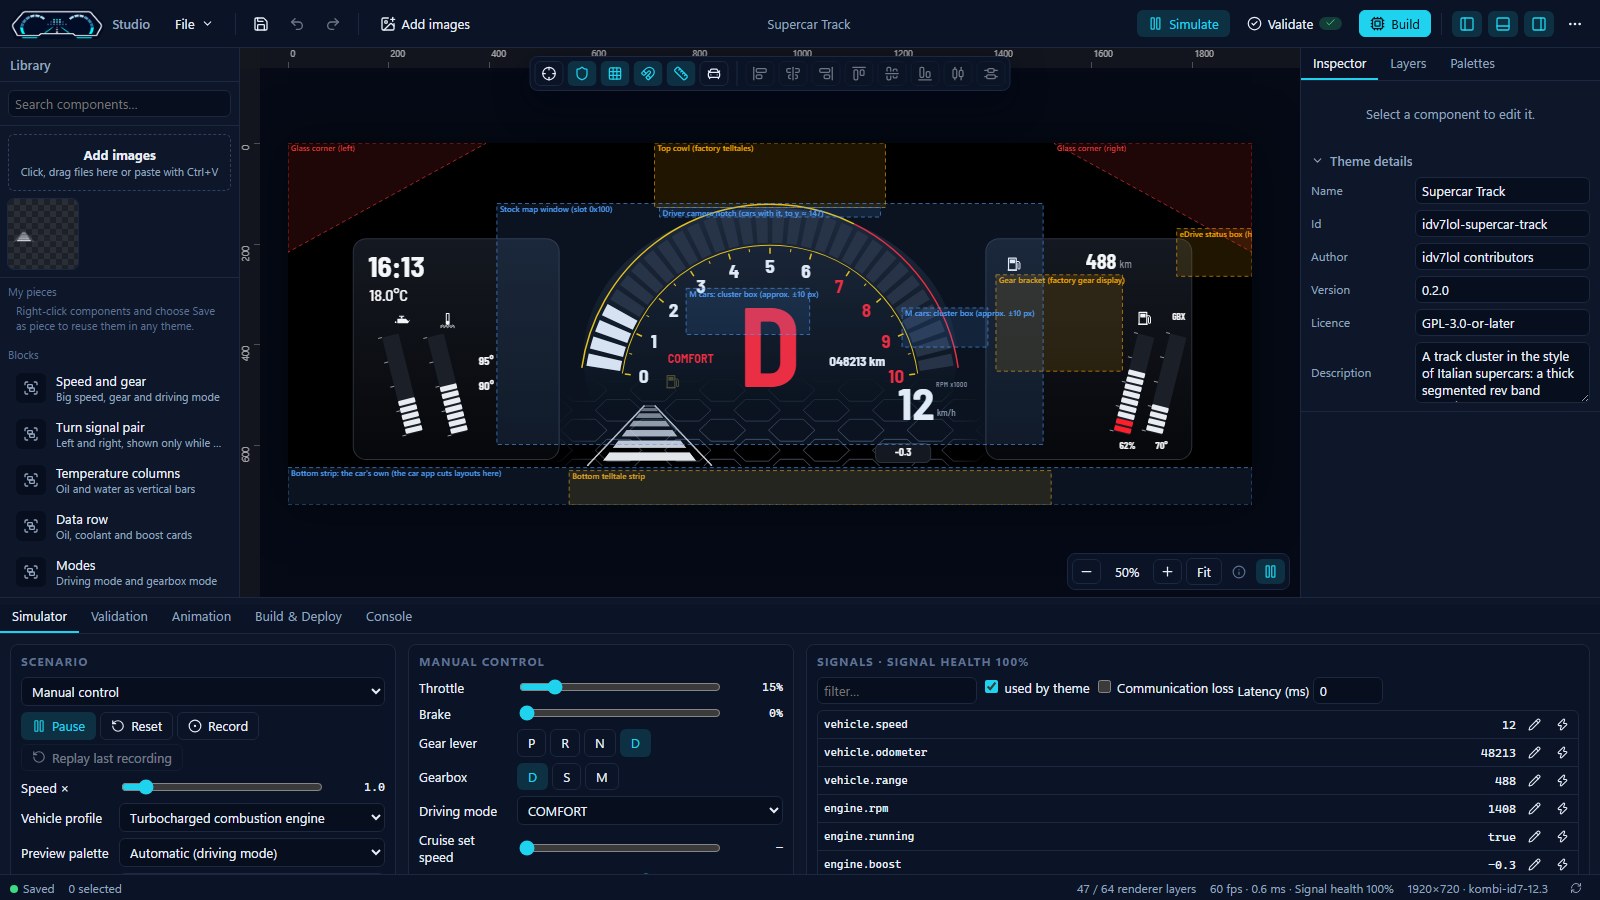 Studio
File
Add images
Supercar Track
Simulate
Validate
Build
Library
Search components...
Add images
Click, drag files here or paste with Ctrl+V
My pieces
Right-click components and choose Save
as piece to reuse them in any theme.
Blocks
Speed and gear
Big speed, gear and driving mode
Turn signal pair
Left and right, shown only while ...
Temperature columns
Oil and water as vertical bars
Data row
Oil, coolant and boost cards
Modes
Driving mode and gearbox mode
0 200 400 600 800 1000 1200 1400 1600 1800
0
200
400
600
Glass corner (left)
Top cowl (factory telltales)
Glass corner (right)
Stock map window (slot 0x100)
Driver camera notch (cars with it, to y = 147)
eDrive status box (h
16:13
18.0°C
95°
90°
0 1 2 3 4 5 6 7 8 9 10
M cars: cluster box (approx. ±10 px)
M cars: cluster box (approx. ±10 px)
Gear bracket (factory gear display)
COMFORT
D
048213 km
RPM x1000
12 km/h
-0.3
488 km
GBX
62%
70°
Bottom strip: the car's own (the car app cuts layouts here)
Bottom telltale strip
50%
Fit
Inspector
Layers
Palettes
Select a component to edit it.
Theme details
Name
Supercar Track
Id
idv7lol-supercar-track
Author
idv7lol contributors
Version
0.2.0
Licence
GPL-3.0-or-later
Description
A track cluster in the style
of Italian supercars: a thick
segmented rev band
Simulator
Validation
Animation
Build & Deploy
Console
SCENARIO
Manual control
Pause
Reset
Record
Replay last recording
Speed ×
1.0
Vehicle profile
Turbocharged combustion engine
Preview palette
Automatic (driving mode)
MANUAL CONTROL
Throttle
15%
Brake
0%
Gear lever
P R N D
Gearbox
D S M
Driving mode
COMFORT
Cruise set
speed
–
SIGNALS · SIGNAL HEALTH 100%
filter...
used by theme
Communication loss
Latency (ms)
0
vehicle.speed
12
vehicle.odometer
48213
vehicle.range
488
engine.rpm
1408
engine.running
true
engine.boost
−0.3
Saved
0 selected
47 / 64 renderer layers
60 fps · 0.6 ms · Signal health 100%
1920×720 · kombi-id7-12.3